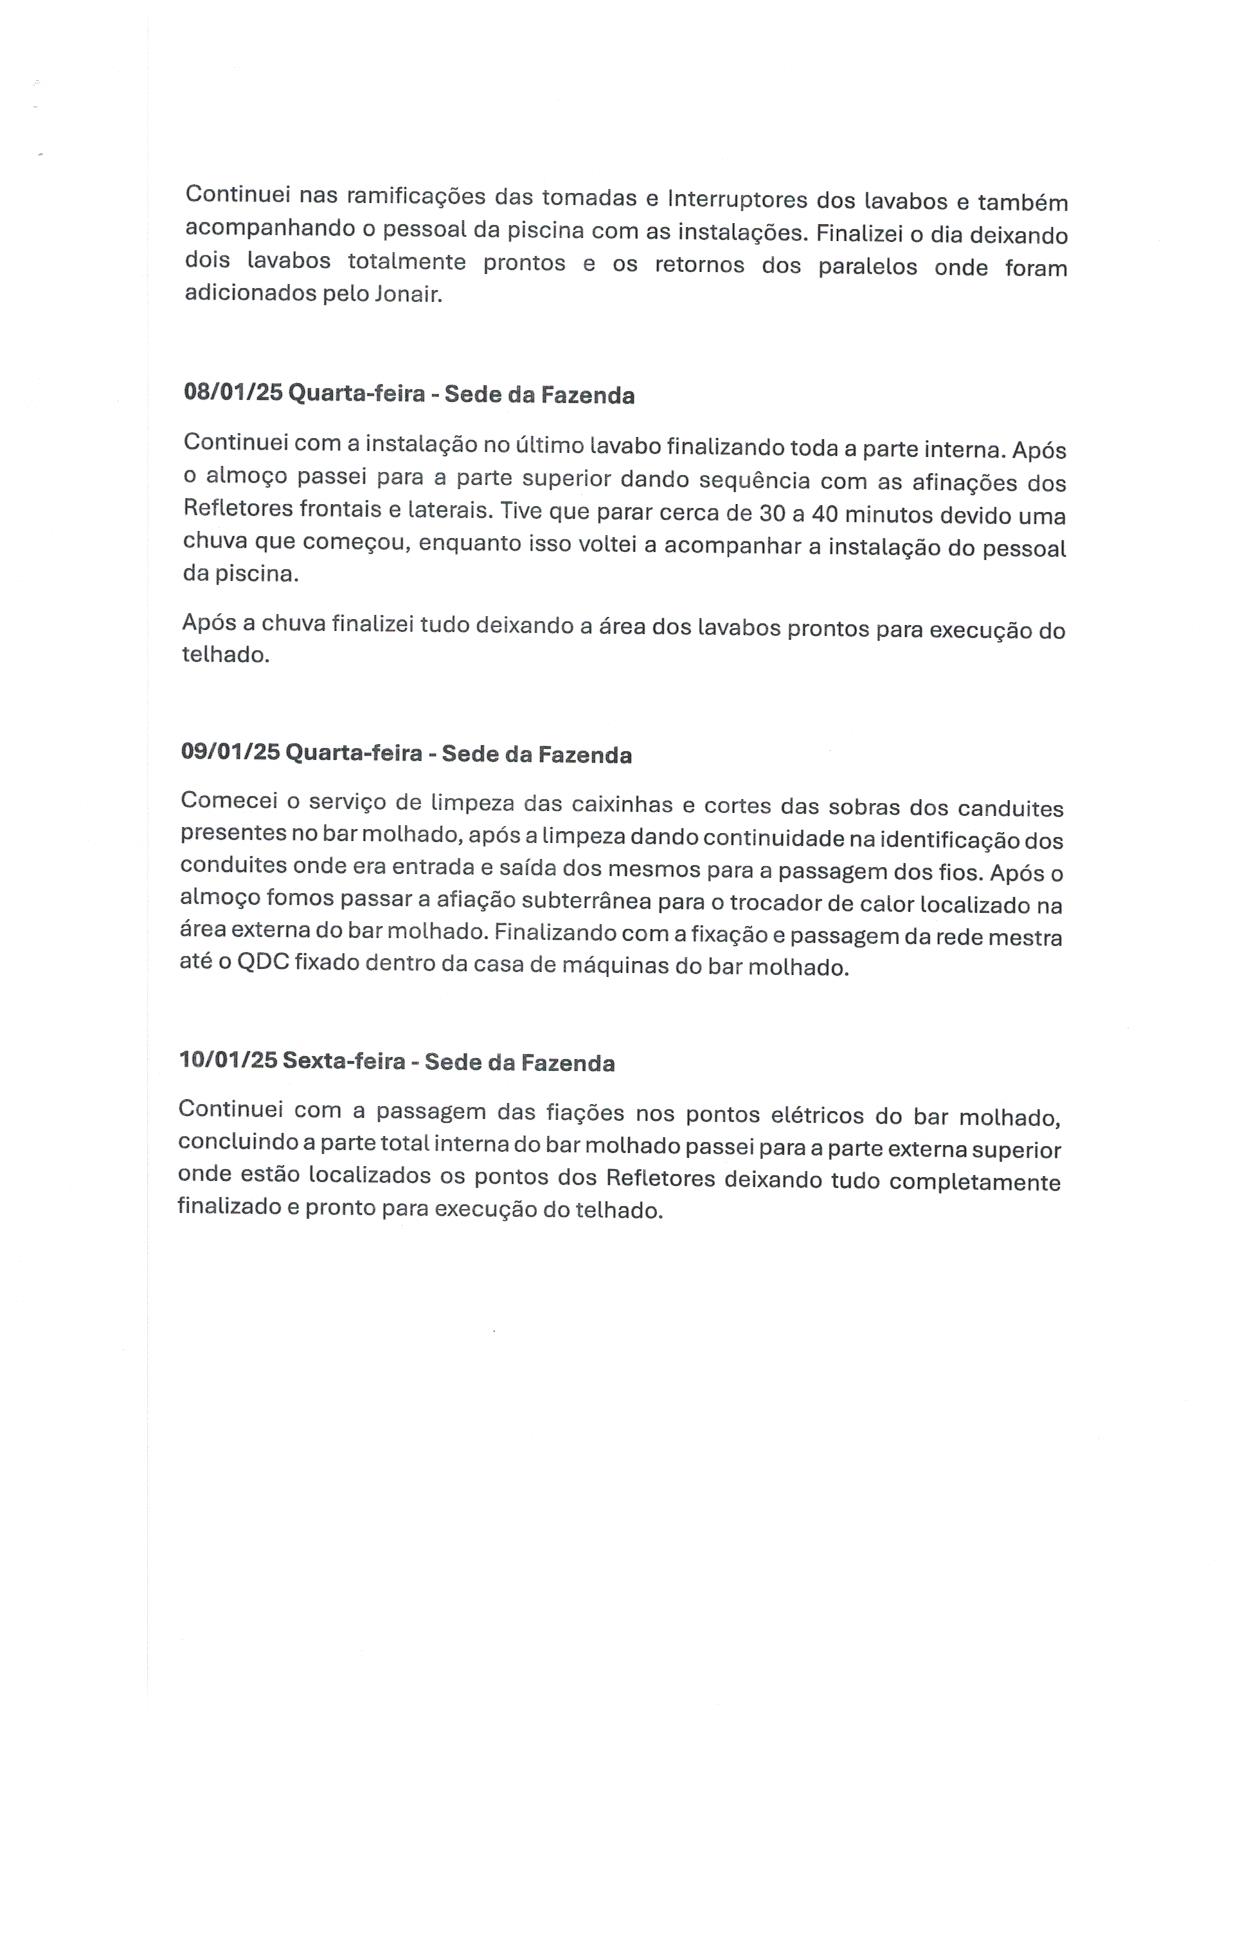 Continuei nas ramificações das tomadas e Interruptores dos lavabos e também
acompanhando o pessoal da piscina com as instalações. Finalizei o dia deixando
dois lavabos totalmente prontos e os retornos dos paralelos onde foram
adicionados pelo Jonair.
08/01/25 Quarta-feira - Sede da Fazenda
Continuei com a instalação no último lavabo finalizando toda a parte interna. Após
o almoço passei para a parte superior dando sequência com as afinações dos
Refletores frontais e laterais. Tive que parar cerca de 30 a 40 minutos devido uma
chuva que começou, enquanto isso voltei a acompanhar a instalação do pessoal
da piscina.
Após a chuva finalizei tudo deixando a área dos lavabos prontos para execução do
telhado.
09/01/25 Quarta-feira - Sede da Fazenda
Comecei o serviço de limpeza das caixinhas e cortes das sobras dos canduites
presentes no bar molhado, após a limpeza dando continuidade na identificação dos
conduites onde era entrada e saída dos mesmos para a passagem dos fios. Após o
almoço fomos passar a afiação subterrânea para o trocador de calor localizado na
área externa do bar molhado. Finalizando com a fixação e passagem da rede mestra
até o QDC fixado dentro da casa de máquinas do bar molhado.
10/01/25 Sexta-feira - Sede da Fazenda
Continuei com a passagem das fiações nos pontos elétricos do bar molhado,
concluindo a parte total interna do bar molhado passei para a parte externa superior
onde estão localizados os pontos dos Refletores deixando tudo completamente
finalizado e pronto para execução do telhado.